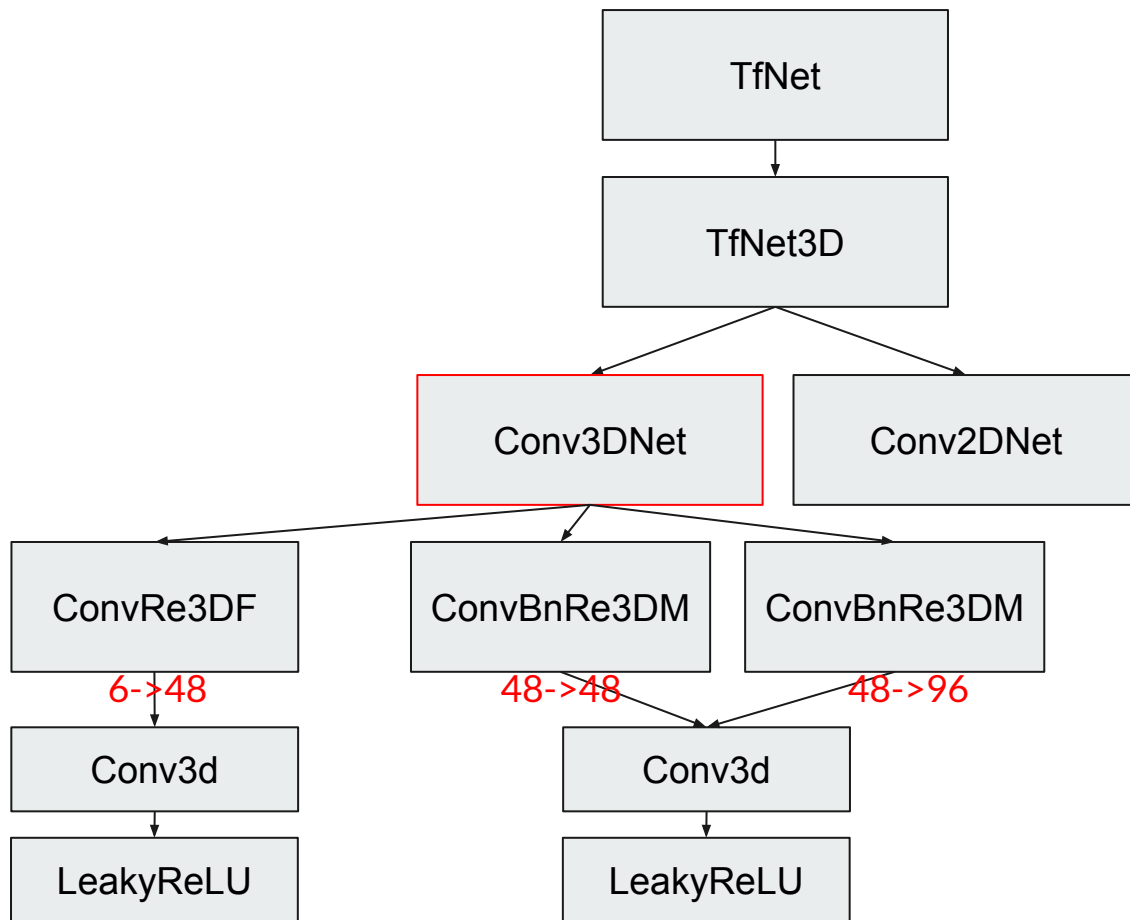 TfNet
TfNet3D
Conv3DNet
Conv2DNet
ConvRe3DF
ConvBnRe3DM
ConvBnRe3DM
6->48
48->48
48->96
Conv3d
Conv3d
LeakyReLU
LeakyReLU